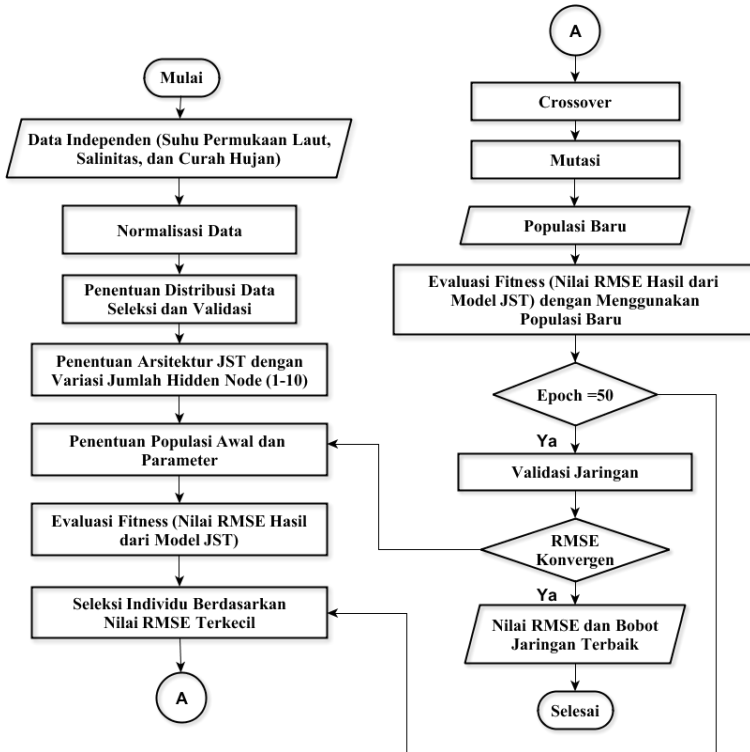 Mulai
Data Independen (Suhu Permukaan Laut,
Salinitas, dan Curah Hujan)
Normalisasi Data
Penentuan Distribusi Data
Seleksi dan Validasi
Penentuan Arsitektur JST dengan
Variasi Jumlah Hidden Node (1-10)
Penentuan Populasi Awal dan
Parameter
Evaluasi Fitness (Nilai RMSE Hasil
dari Model JST)
Seleksi Individu Berdasarkan
Nilai RMSE Terkecil
A
A
Crossover
Mutasi
Populasi Baru
Evaluasi Fitness (Nilai RMSE Hasil dari
Model JST) dengan Menggunakan
Populasi Baru
Epoch =50
Ya
Validasi Jaringan
RMSE
Konvergen
Ya
Nilai RMSE dan Bobot
Jaringan Terbaik
Selesai